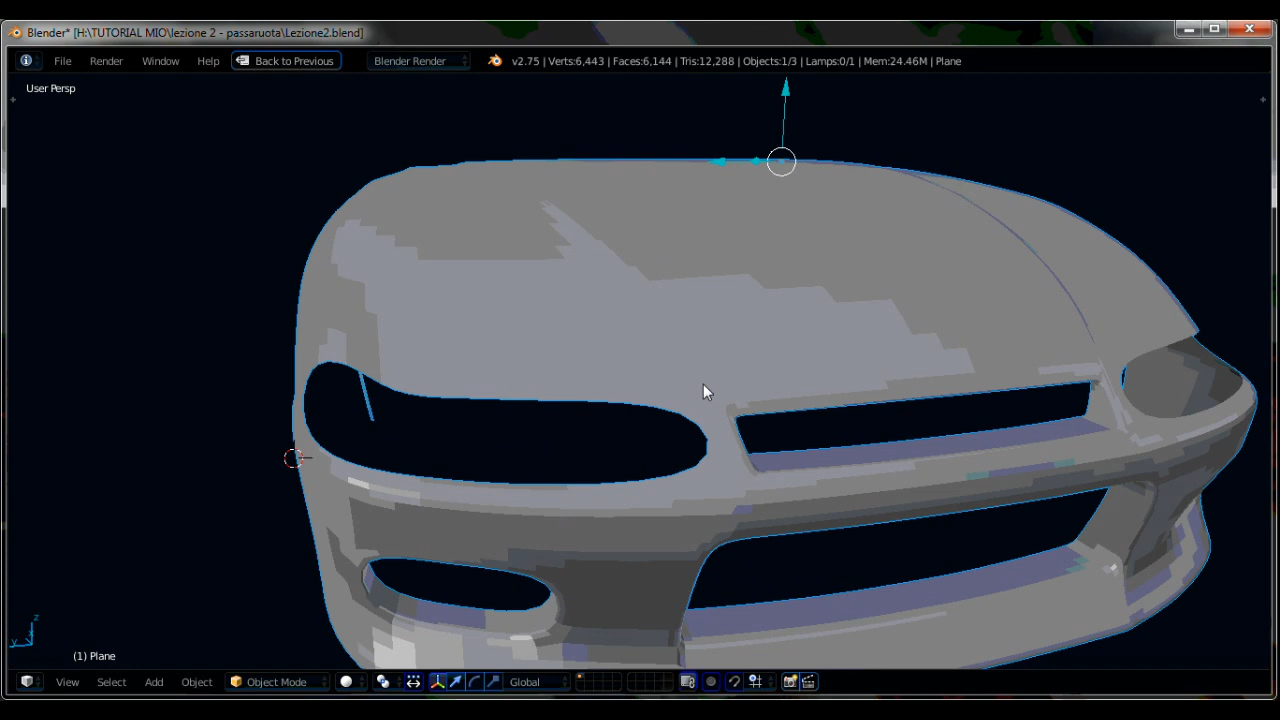 Blender* [H:\TUTORIAL MIO\lezione 2 - passaruota\Lezione2.blend]
File Render Window Help Back to Previous Blender Render v2.75 | Verts:6,443 | Faces:6,144 | Tris:12,288 | Objects:1/3 | Lamps:0/1 | Mem:24.46M | Plane
User Persp
z
y
(1) Plane
View Select Add Object Object Mode Global